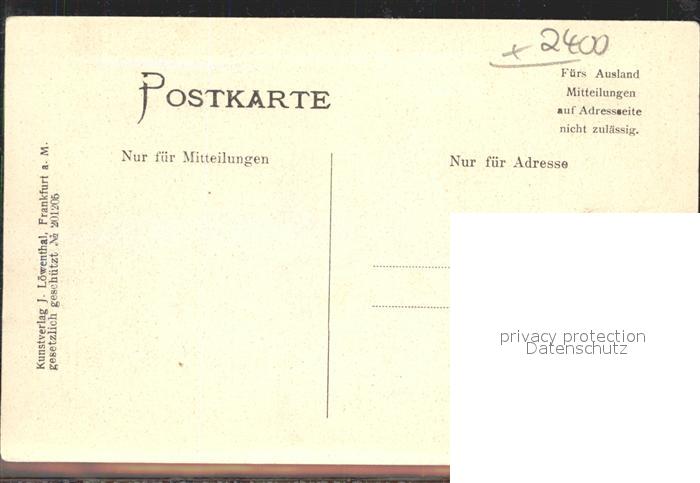 +2400
Fürs Ausland
Mitteilungen
auf Adressseite
nicht zulässig.
POSTKARTE
Nur für Mitteilungen
Nur für Adresse
Kunstverlag J. Löwenthal, Frankfurt a. M.
gesetzlich geschützt № 201205
privacy protection
Datenschutz